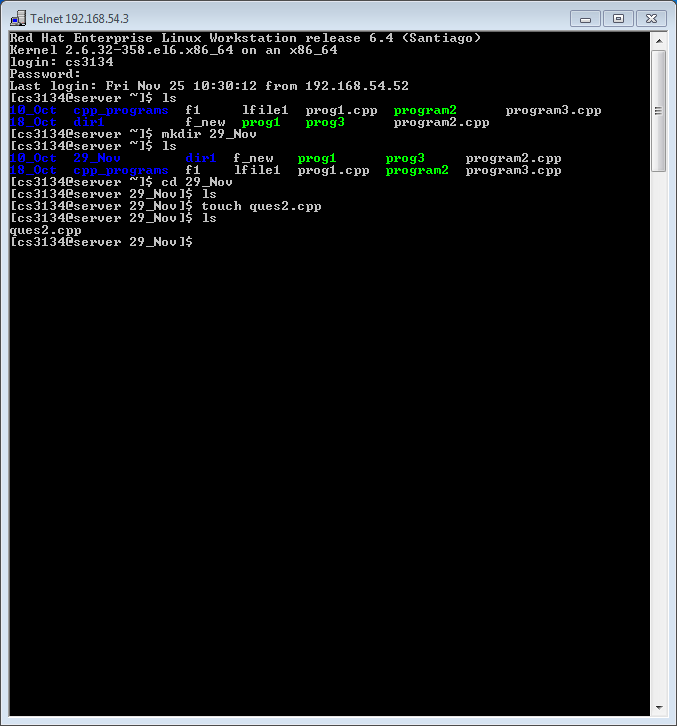 Telnet 192.168.54.3
Red Hat Enterprise Linux Workstation release 6.4 (Santiago)
Kernel 2.6.32-358.el6.x86_64 on an x86_64
login: cs3134
Password:
Last login: Fri Nov 25 10:30:12 from 192.168.54.52
[cs3134@server ~]$ ls
10_Oct  cpp_programs  f1     lfile1  prog1.cpp  program2      program3.cpp
18_Oct  dir1          f_new  prog1   prog3      program2.cpp
[cs3134@server ~]$ mkdir 29_Nov
[cs3134@server ~]$ ls
10_Oct  29_Nov        dir1  f_new   prog1      prog3     program2.cpp
18_Oct  cpp_programs  f1    lfile1  prog1.cpp  program2  program3.cpp
[cs3134@server ~]$ cd 29_Nov
[cs3134@server 29_Nov]$ ls
[cs3134@server 29_Nov]$ touch ques2.cpp
[cs3134@server 29_Nov]$ ls
ques2.cpp
[cs3134@server 29_Nov]$